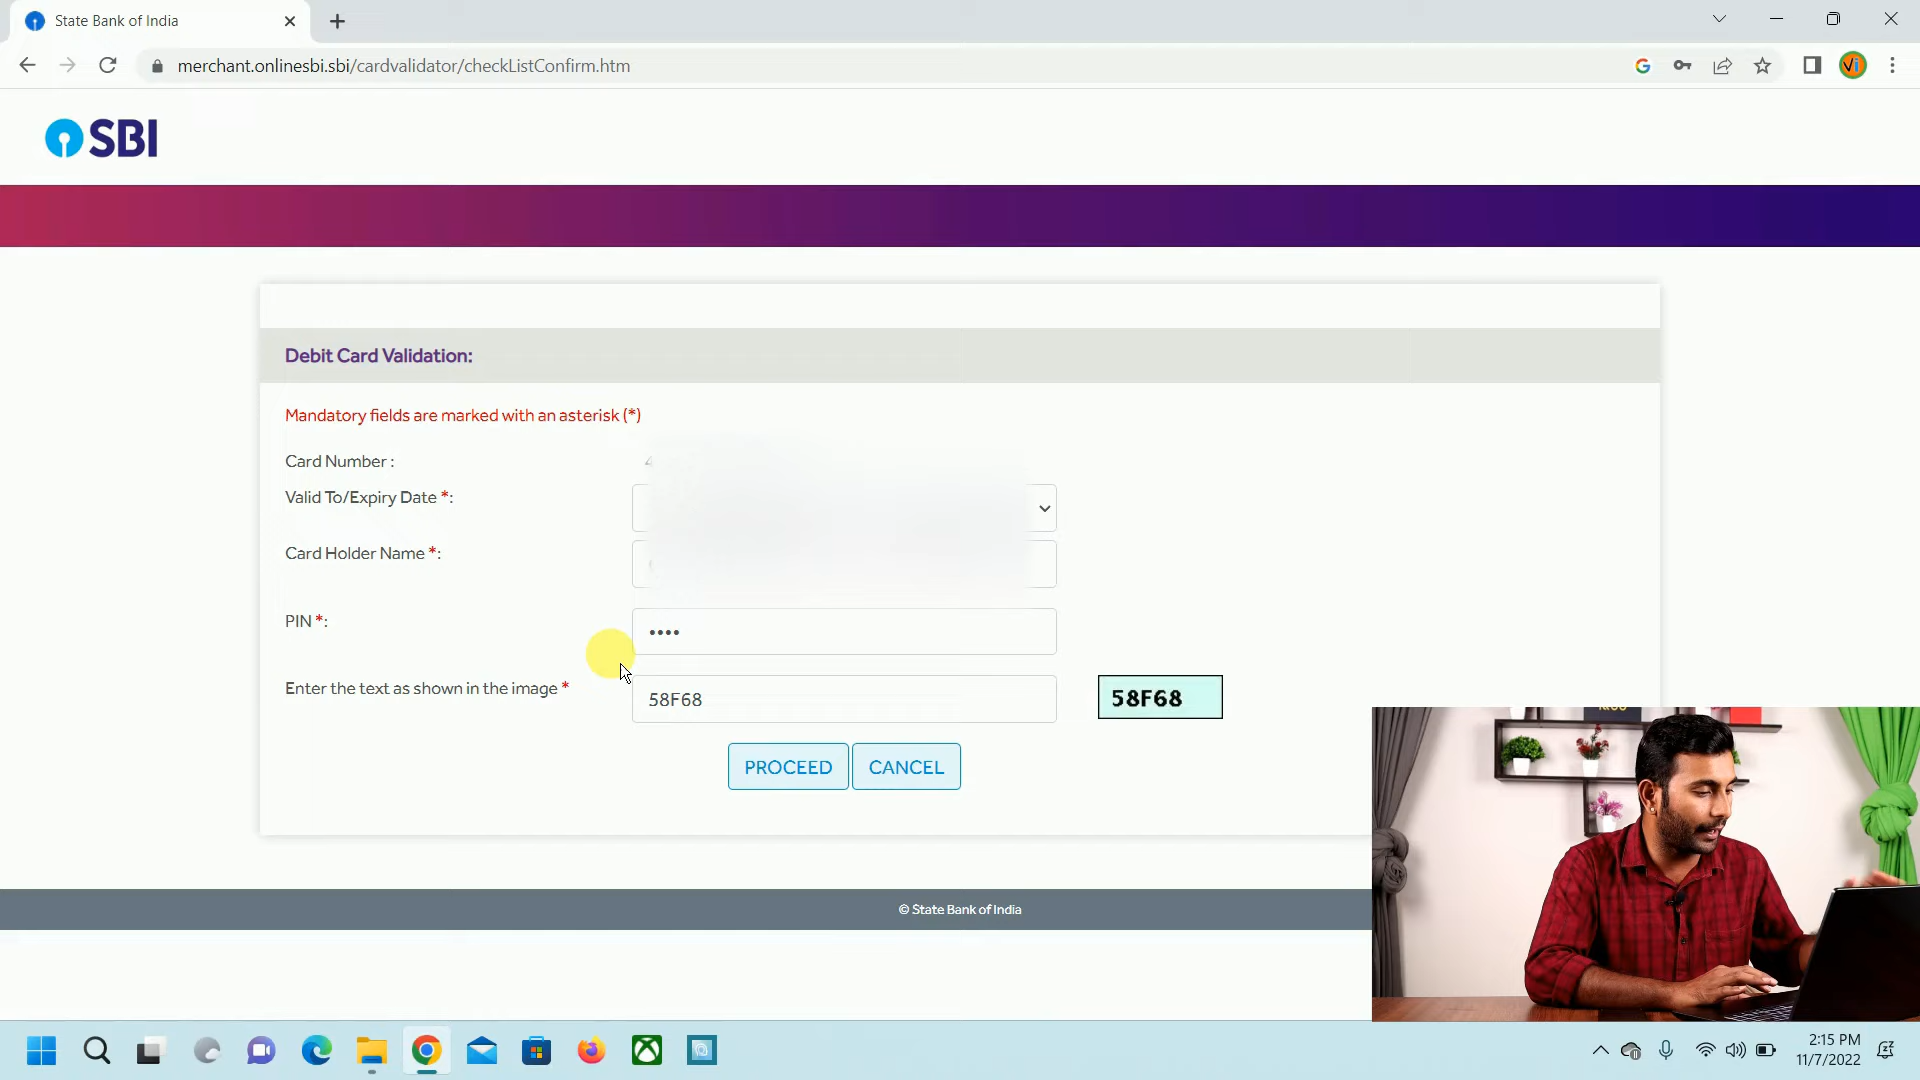 State Bank of India
merchant.onlinesbi.sbi/cardvalidator/checkListConfirm.htm
SBI
Debit Card Validation:
Mandatory fields are marked with an asterisk (*)
Card Number :
Valid To/Expiry Date *:
Card Holder Name *:
PIN *:
••••
Enter the text as shown in the image *
58F68
58F68
PROCEED
CANCEL
© State Bank of India
2:15 PM
11/7/2022